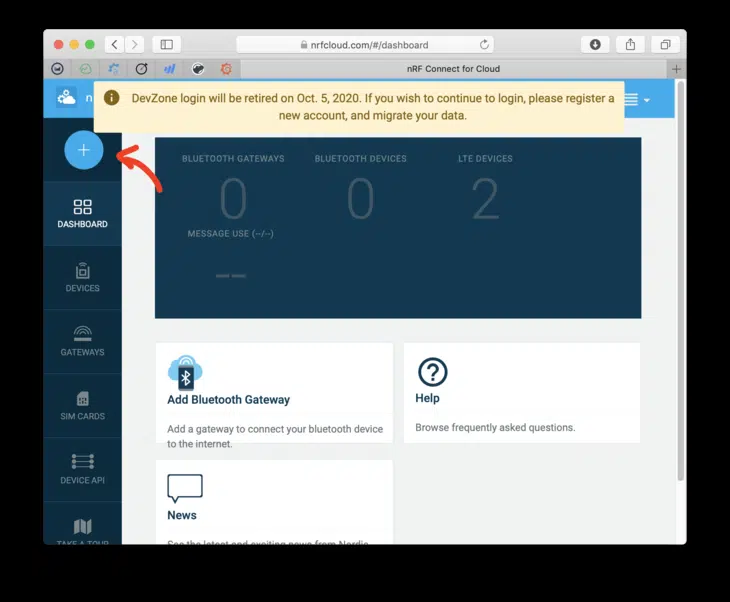 nrfcloud.com/#/dashboard
nRF Connect for Cloud
n
DevZone login will be retired on Oct. 5, 2020. If you wish to continue to login, please register a
new account, and migrate your data.
BLUETOOTH GATEWAYS
BLUETOOTH DEVICES
LTE DEVICES
0
0
2
MESSAGE USE (--/--)
--
DASHBOARD
DEVICES
GATEWAYS
SIM CARDS
DEVICE API
TAKE A TOUR
Add Bluetooth Gateway
Add a gateway to connect your bluetooth device
to the internet.
Help
Browse frequently asked questions.
News
See the latest and exciting news from Nordic